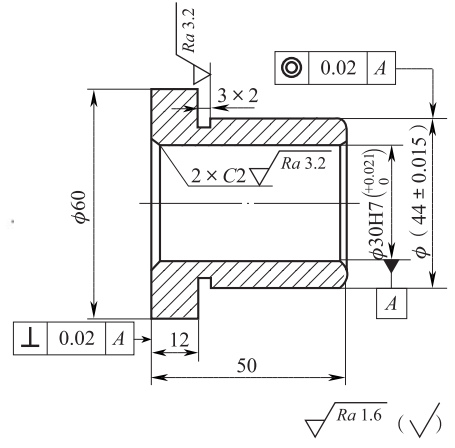 Ra 3.2
3 × 2
◎ 0.02 A
2 × C2 Ra 3.2
ϕ60
ϕ30H7(+0.021 0)
ϕ(44 ± 0.015)
A
⊥ 0.02 A
12
50
Ra 1.6 (√)